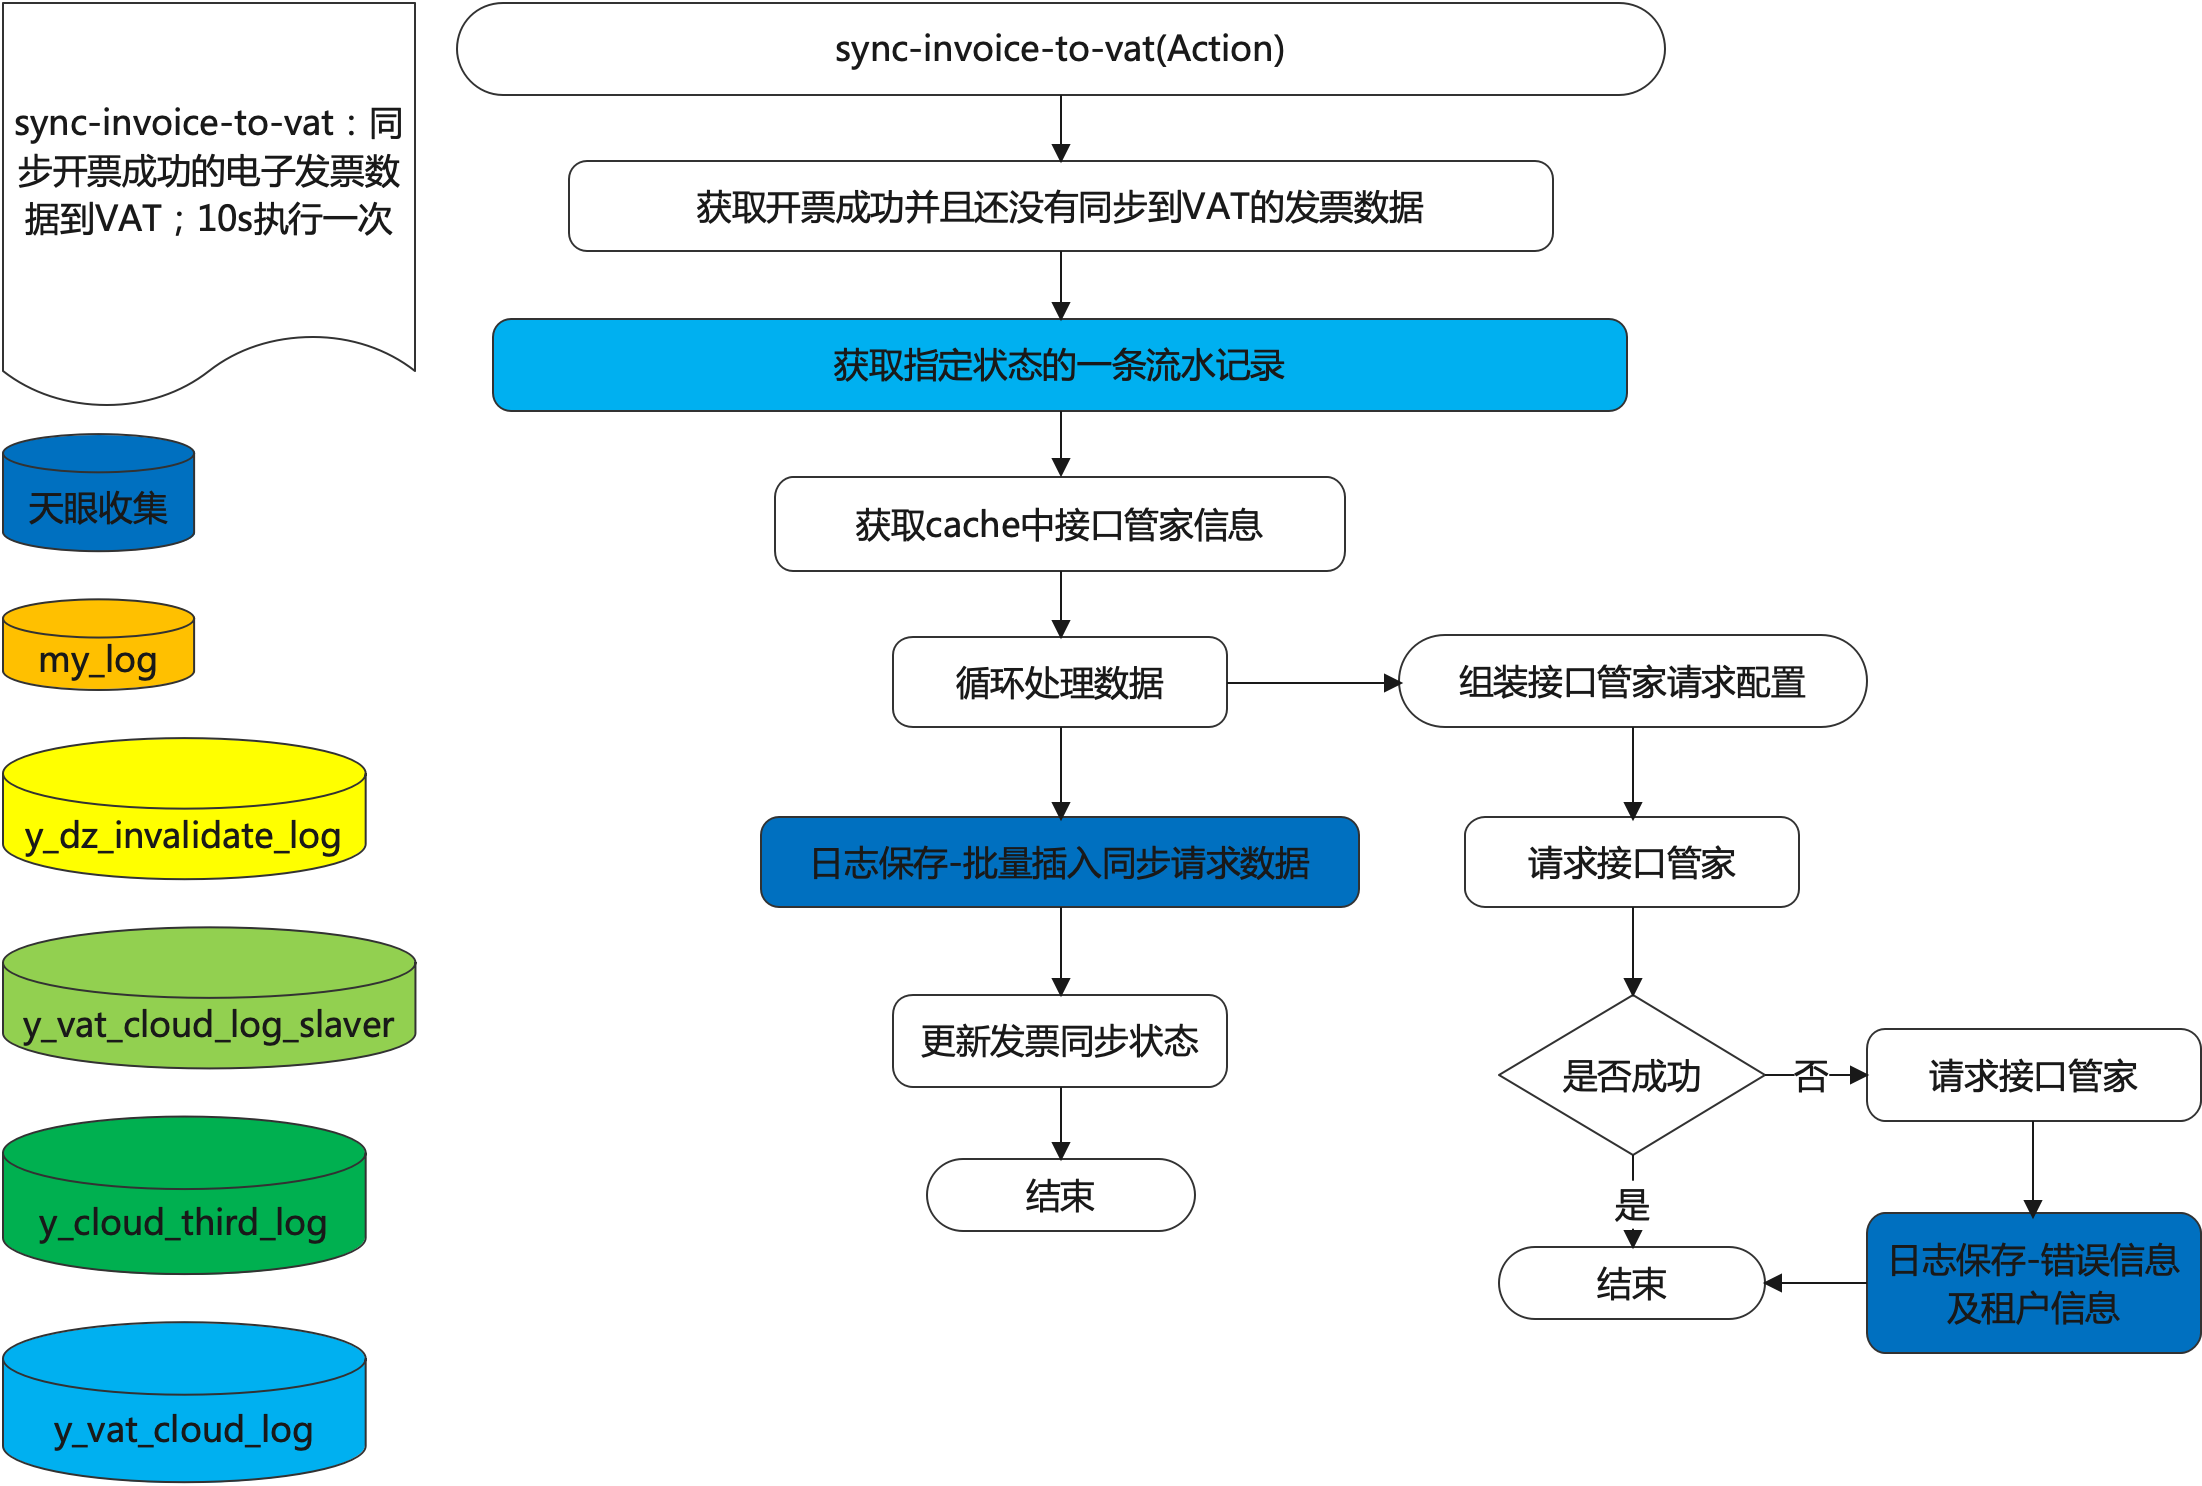 sync-invoice-to-vat：同
步开票成功的电子发票数
据到VAT；10s执行一次
天眼收集
my_log
y_dz_invalidate_log
y_vat_cloud_log_slaver
y_cloud_third_log
y_vat_cloud_log
sync-invoice-to-vat(Action)
获取开票成功并且还没有同步到VAT的发票数据
获取指定状态的一条流水记录
获取cache中接口管家信息
循环处理数据
日志保存-批量插入同步请求数据
更新发票同步状态
结束
组装接口管家请求配置
请求接口管家
是否成功
否
请求接口管家
是
日志保存-错误信息
及租户信息
结束